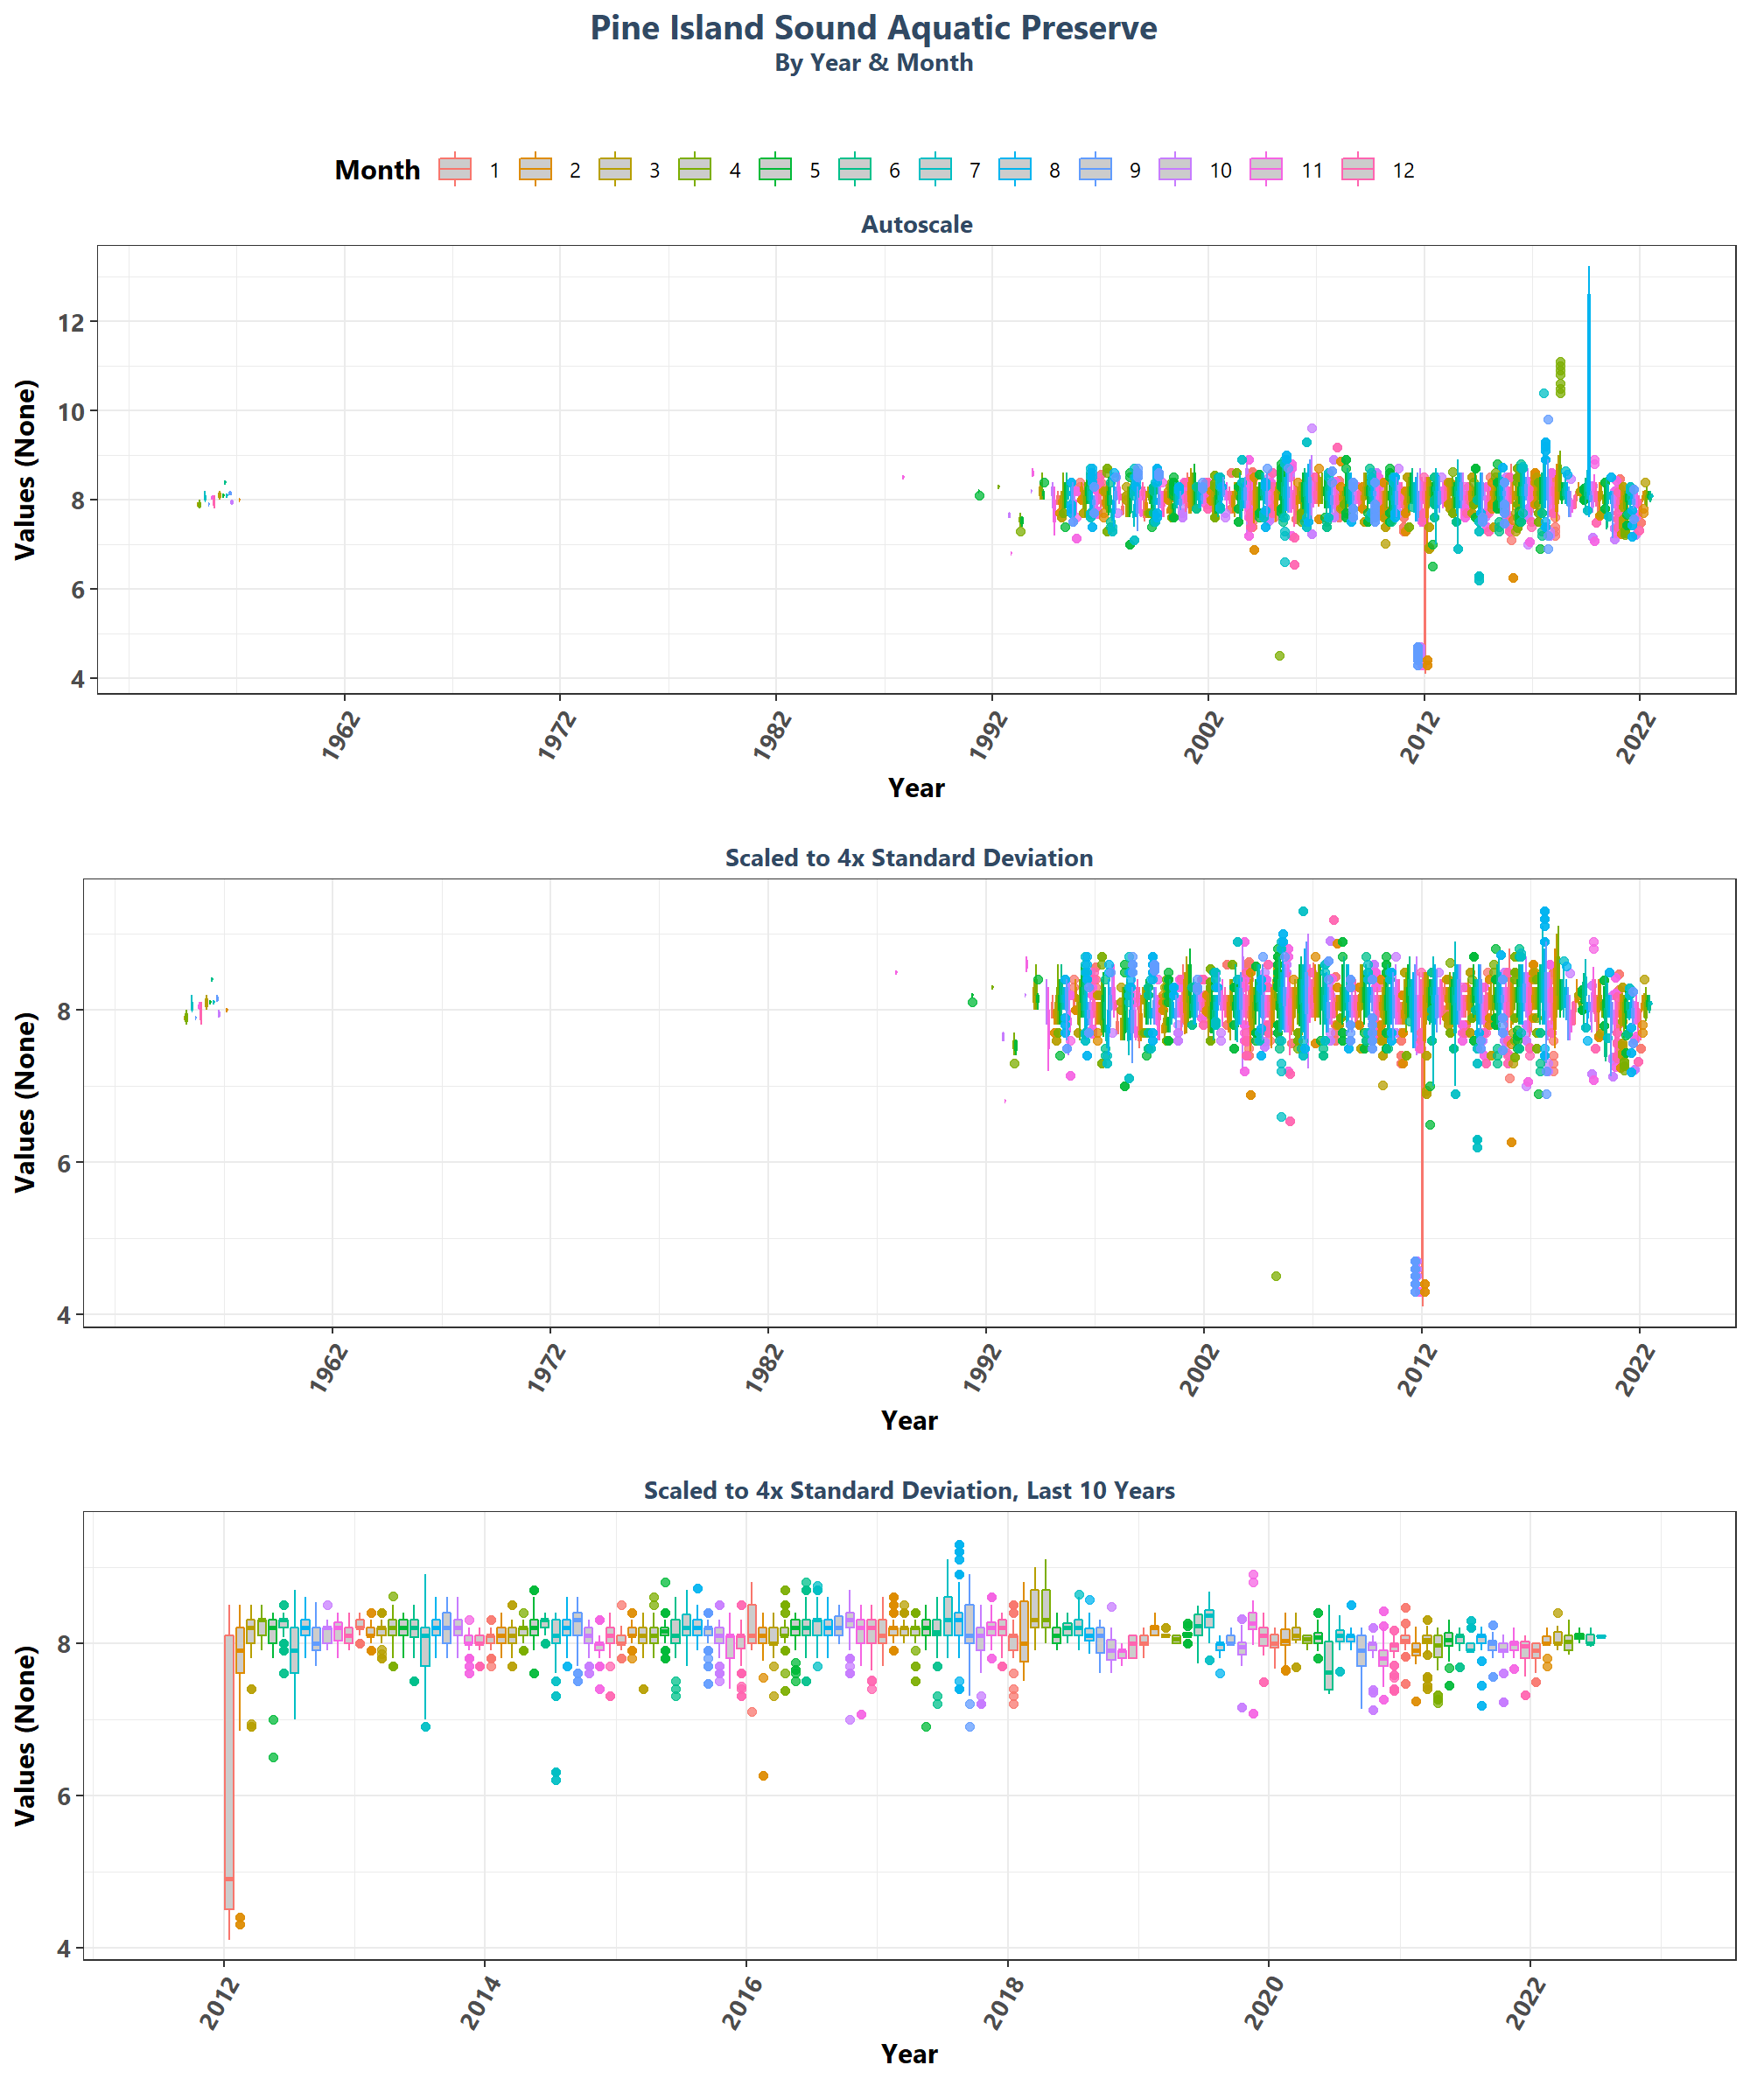 Pine Island Sound Aquatic Preserve
By Year & Month
Month 1 2 3 4 5 6 7 8 9 10 11 12
Autoscale
Values (None)
12
10
8
6
4
1962 1972 1982 1992 2002 2012 2022
Year
Scaled to 4x Standard Deviation
Values (None)
8
6
4
1962 1972 1982 1992 2002 2012 2022
Year
Scaled to 4x Standard Deviation, Last 10 Years
Values (None)
8
6
4
2012 2014 2016 2018 2020 2022
Year